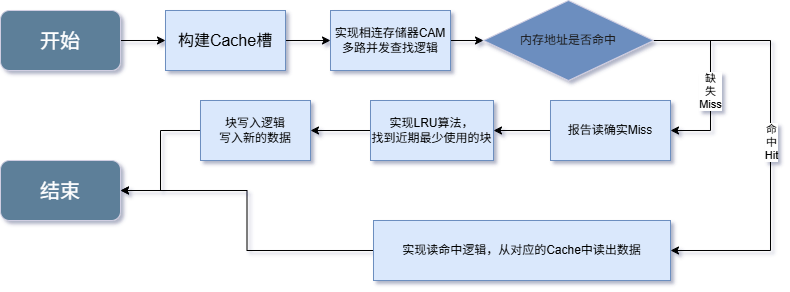 开始
构建Cache槽
实现相连存储器CAM
多路并发查找逻辑
内存地址是否命中
缺
失
Miss
命
中
Hit
块写入逻辑
写入新的数据
实现LRU算法，
找到近期最少使用的块
报告读确实Miss
结束
实现读命中逻辑，从对应的Cache中读出数据